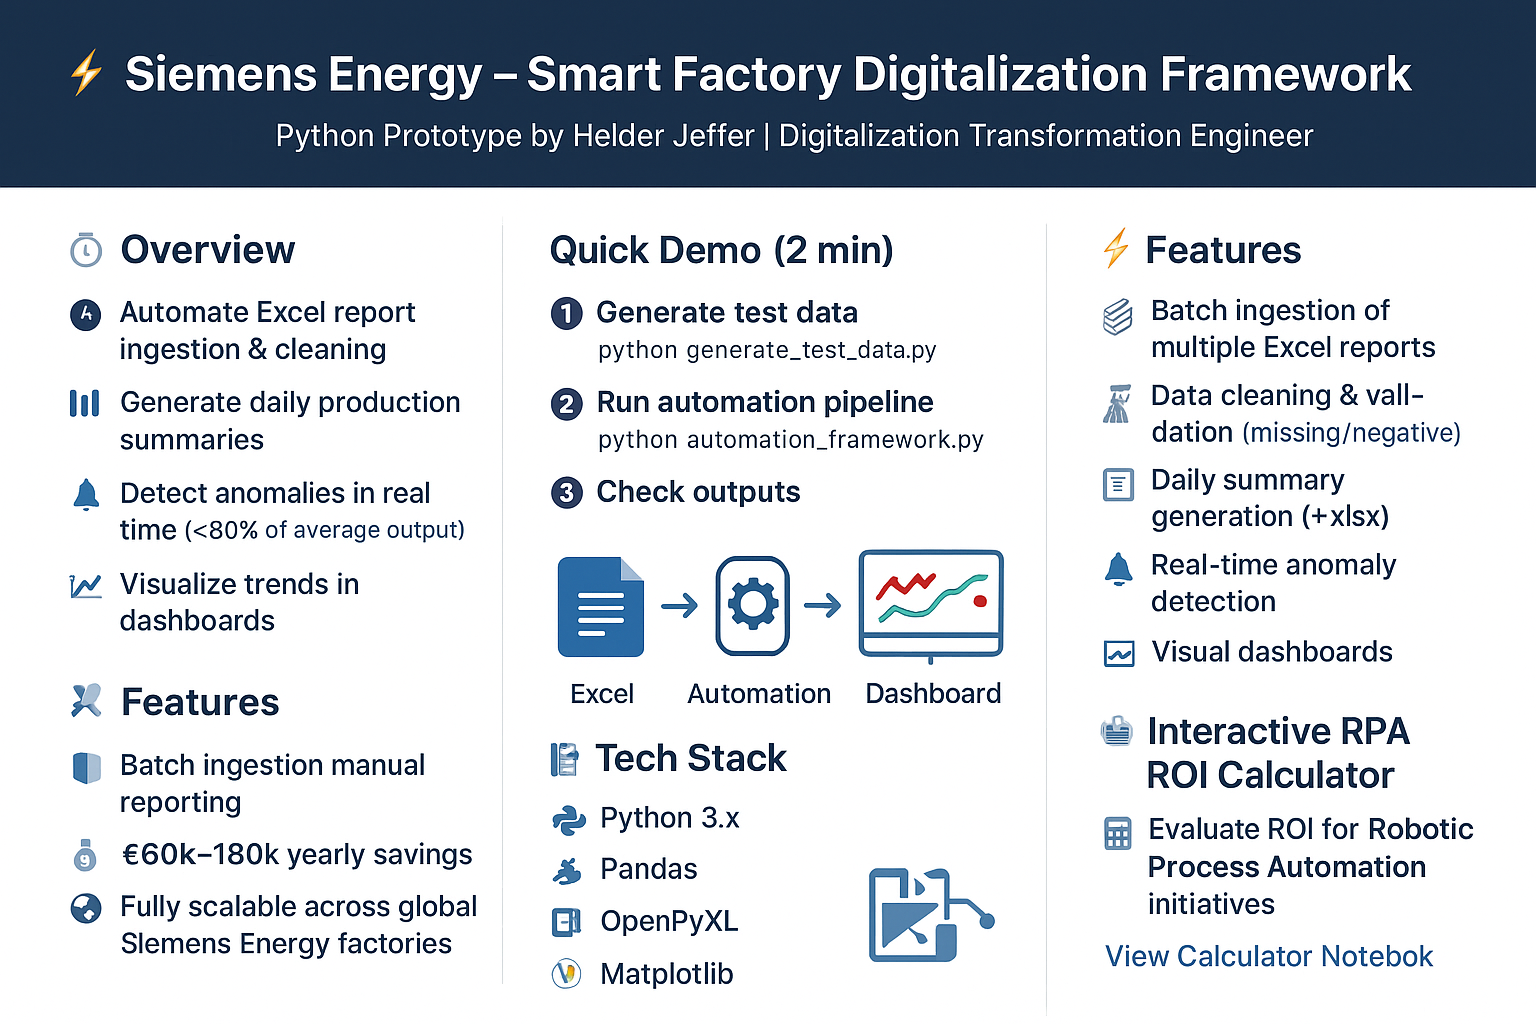 Siemens Energy – Smart Factory Digitalization Framework
Python Prototype by Helder Jeffer | Digitalization Transformation Engineer
Overview
Automate Excel report
ingestion & cleaning
Generate daily production
summaries
Detect anomalies in real
time (<80% of average output)
Visualize trends in
dashboards
Features
Batch ingestion manual
reporting
9
€60k–180k yearly savings
Fully scalable across global
Slemens Energy factories
Quick Demo (2 min)
1 Generate test data
python generate_test_data.py
2 Run automation pipeline
python automation_framework.py
3 Check outputs
Excel
Automation
Dashboard
Tech Stack
Python 3.x
Pandas
OpenPyXL
Matplotlib
Features
Batch ingestion of
multiple Excel reports
Data cleaning & vall-
dation (missing/negative)
Daily summary
generation (+xlsx)
Real-time anomaly
detection
Visual dashboards
Interactive RPA
ROI Calculator
Evaluate ROI for Robotic
Process Automation
initiatives
View Calculator Notebok